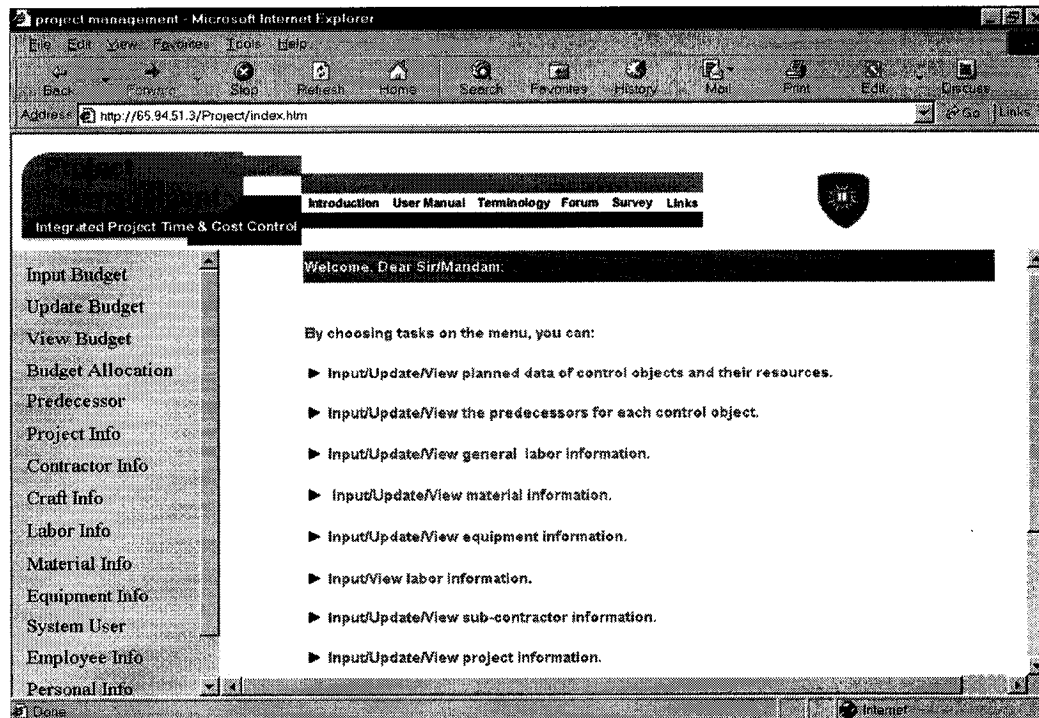 project management - Microsoft Internet Explorer
File Edit View Favorites Tools Help
Back Forward Stop Refresh Home Search Favorites History Mail Print Edit Discuss
Address http://65.94.51.3/Project/index.htm Go Links
Project
Management
Integrated Project Time & Cost Control
Introduction User Manual Terminology Forum Survey Links
Input Budget
Update Budget
View Budget
Budget Allocation
Predecessor
Project Info
Contractor Info
Craft Info
Labor Info
Material Info
Equipment Info
System User
Employee Info
Personal Info
Welcome, Dear Sir/Mandam:
By choosing tasks on the menu, you can:
► Input/Update/View planned data of control objects and their resources.
► Input/Update/View the predecessors for each control object.
► Input/Update/View general labor information.
► Input/Update/View material information.
► Input/Update/View equipment information.
► Input/View labor information.
► Input/Update/View sub-contractor information.
► Input/Update/View project information.
Done Internet